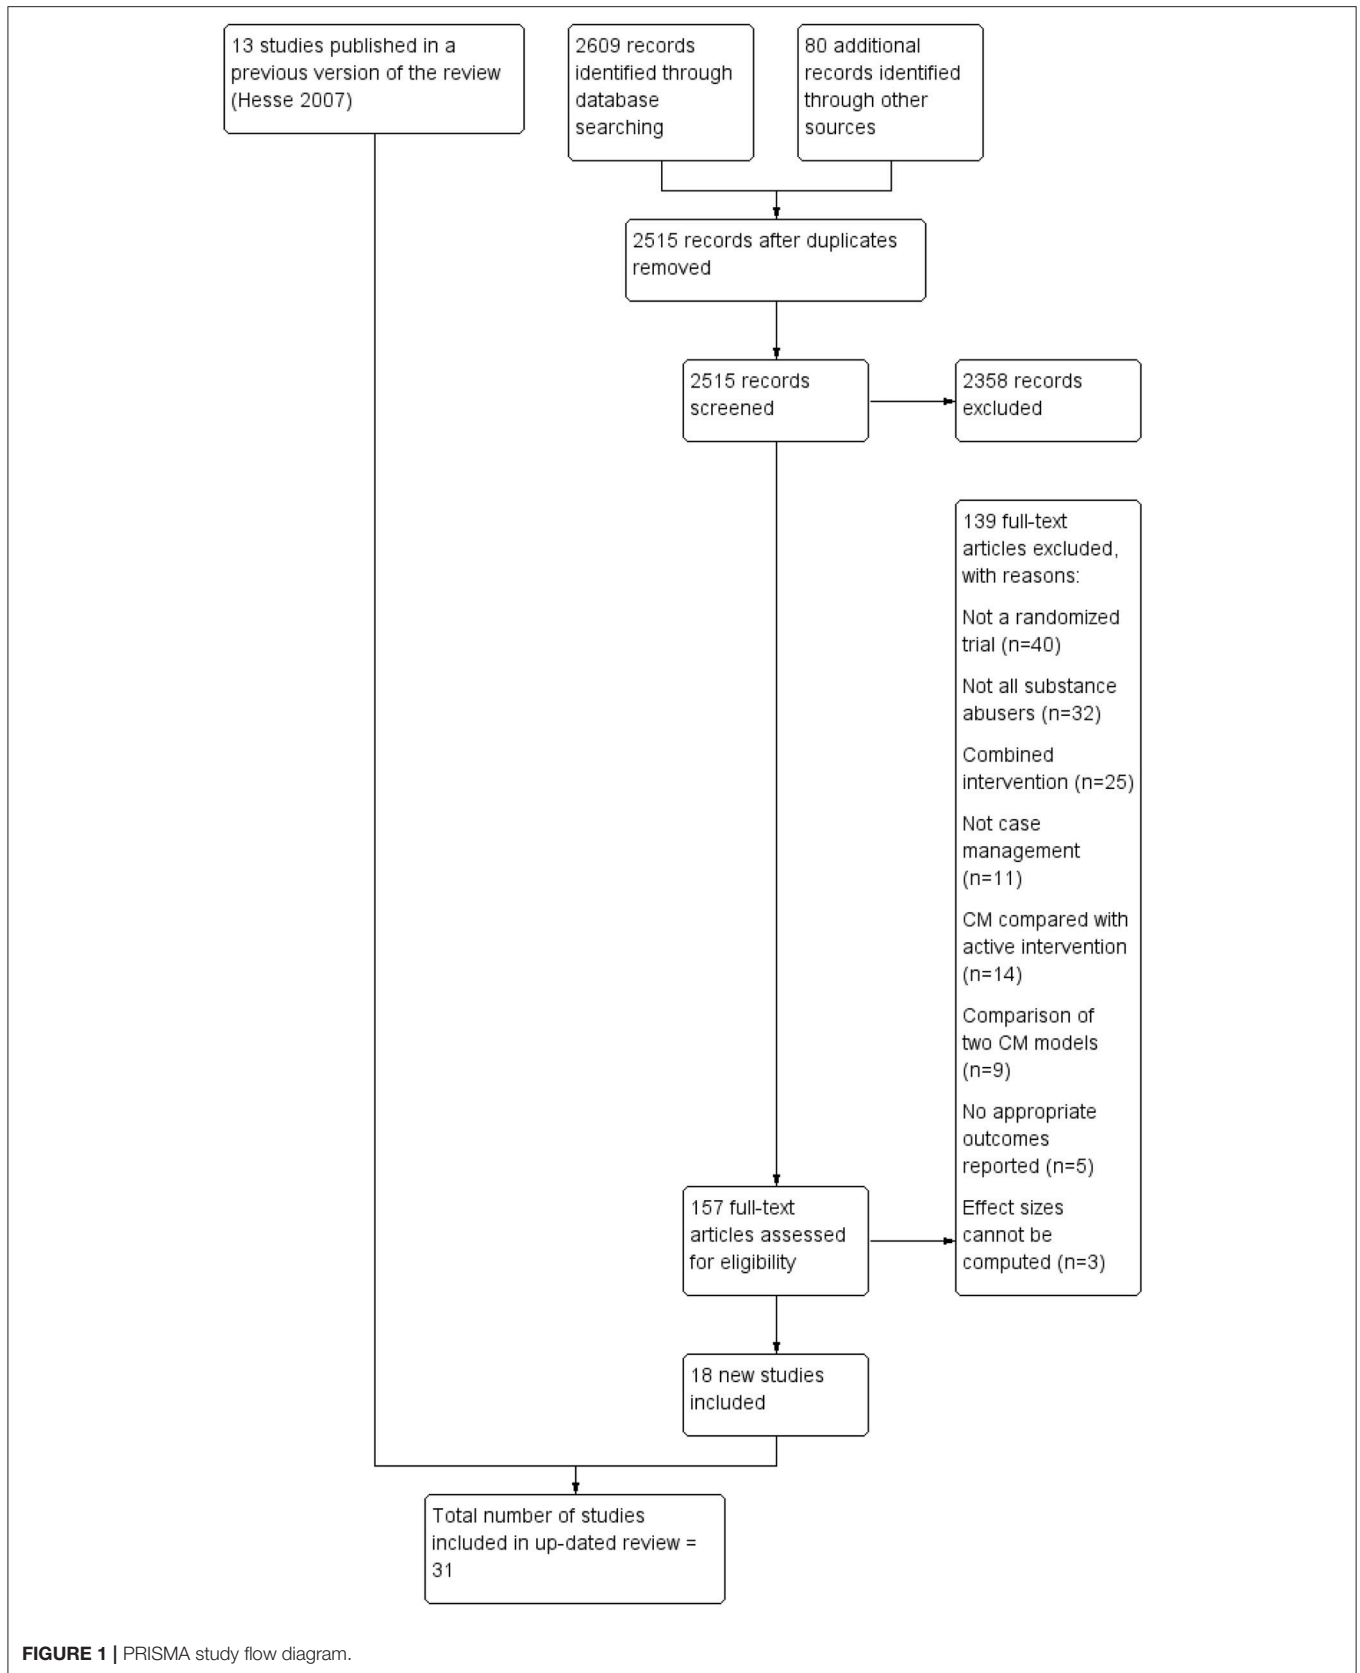 13 studies published in a
previous version of the review
(Hesse 2007)
2609 records
identified through
database
searching
80 additional
records identified
through other
sources
2515 records after duplicates
removed
2515 records
screened
2358 records
excluded
139 full-text
articles excluded,
with reasons:
Not a randomized
trial (n=40)
Not all substance
abusers (n=32)
Combined
intervention (n=25)
Not case
management
(n=11)
CM compared with
active intervention
(n=14)
Comparison of
two CM models
(n=9)
No appropriate
outcomes
reported (n=5)
Effect sizes
cannot be
computed (n=3)
157 full-text
articles assessed
for eligibility
18 new studies
included
Total number of studies
included in up-dated review =
31
FIGURE 1 | PRISMA study flow diagram.